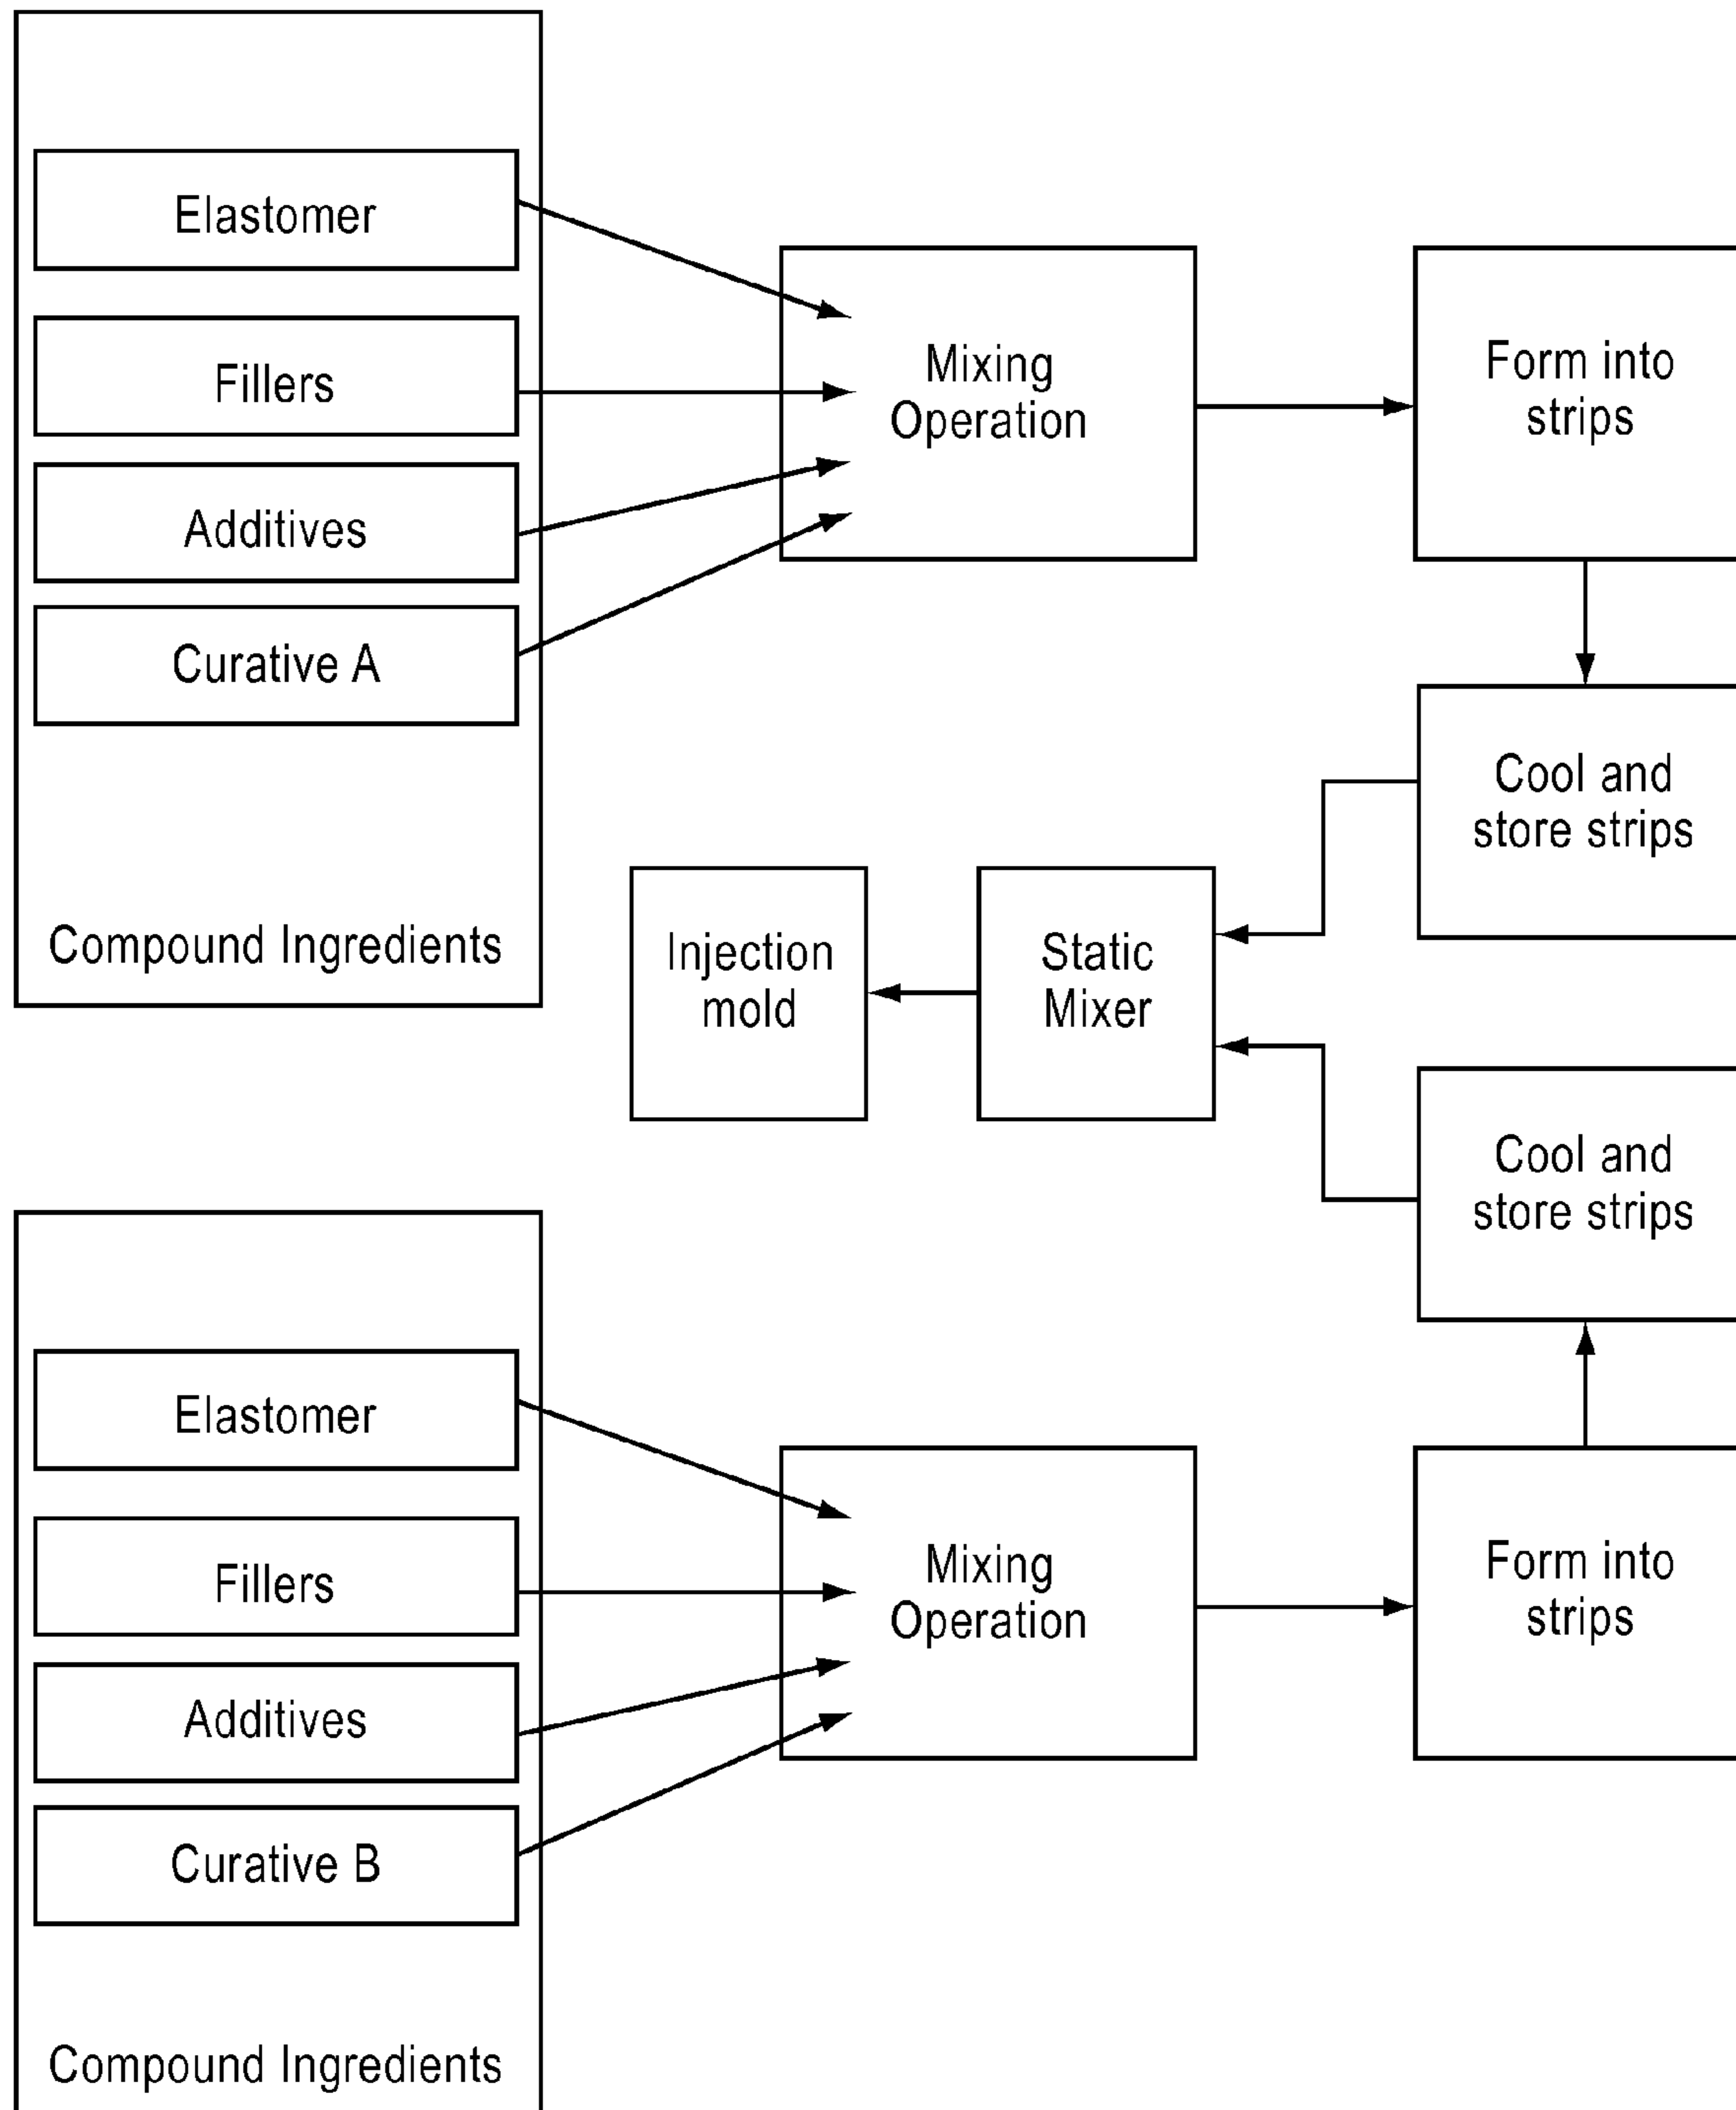 Elastomer
Fillers
Additives
Curative A
Compound Ingredients
Mixing
Operation
Form into
strips
Cool and
store strips
Static
Mixer
Injection
mold
Elastomer
Fillers
Additives
Curative B
Compound Ingredients
Mixing
Operation
Form into
strips
Cool and
store strips